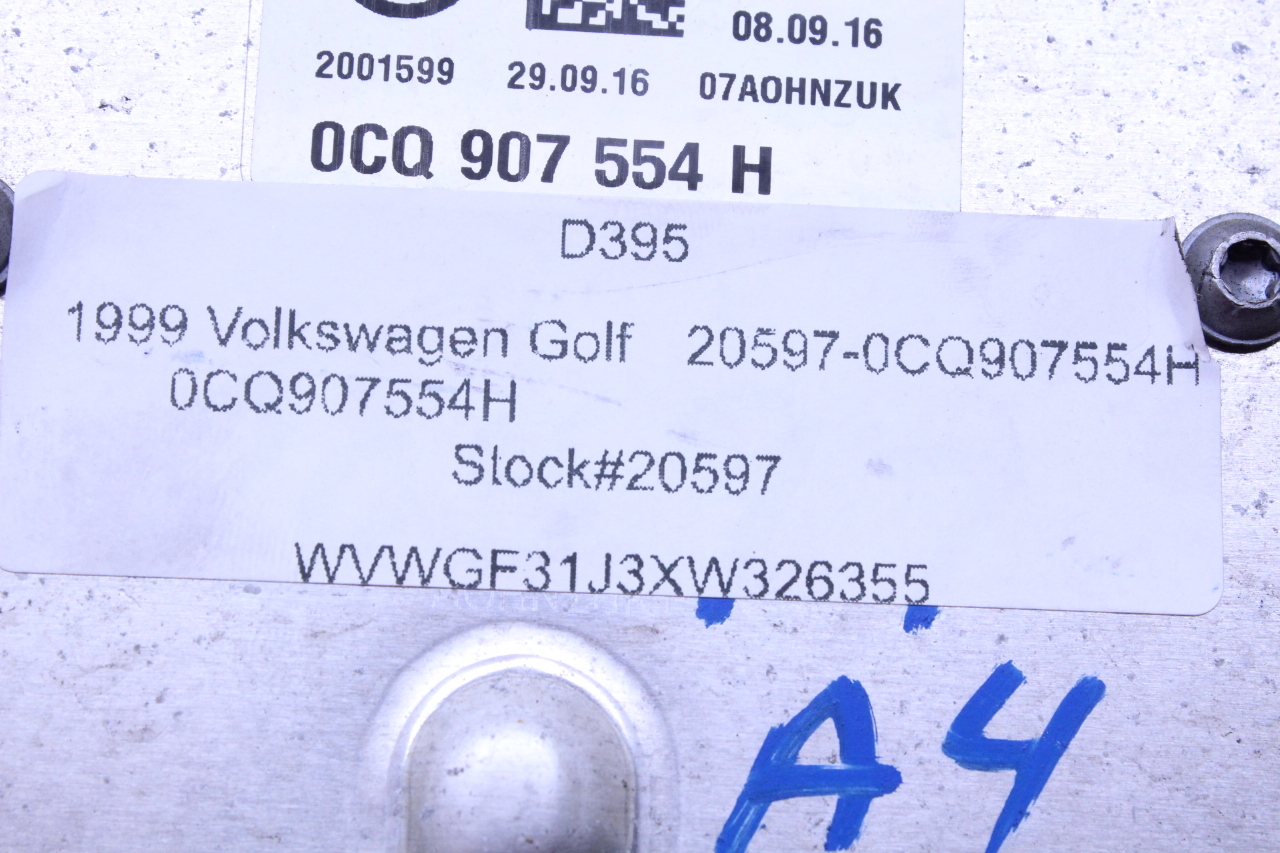 08.09.16
2001599 29.09.16 07AOHNZUK
0CQ 907 554 H
D395
1999 Volkswagen Golf 20597-0CQ907554H
0CQ907554H
Stock#20597
WVWGF31J3XW326355
A4